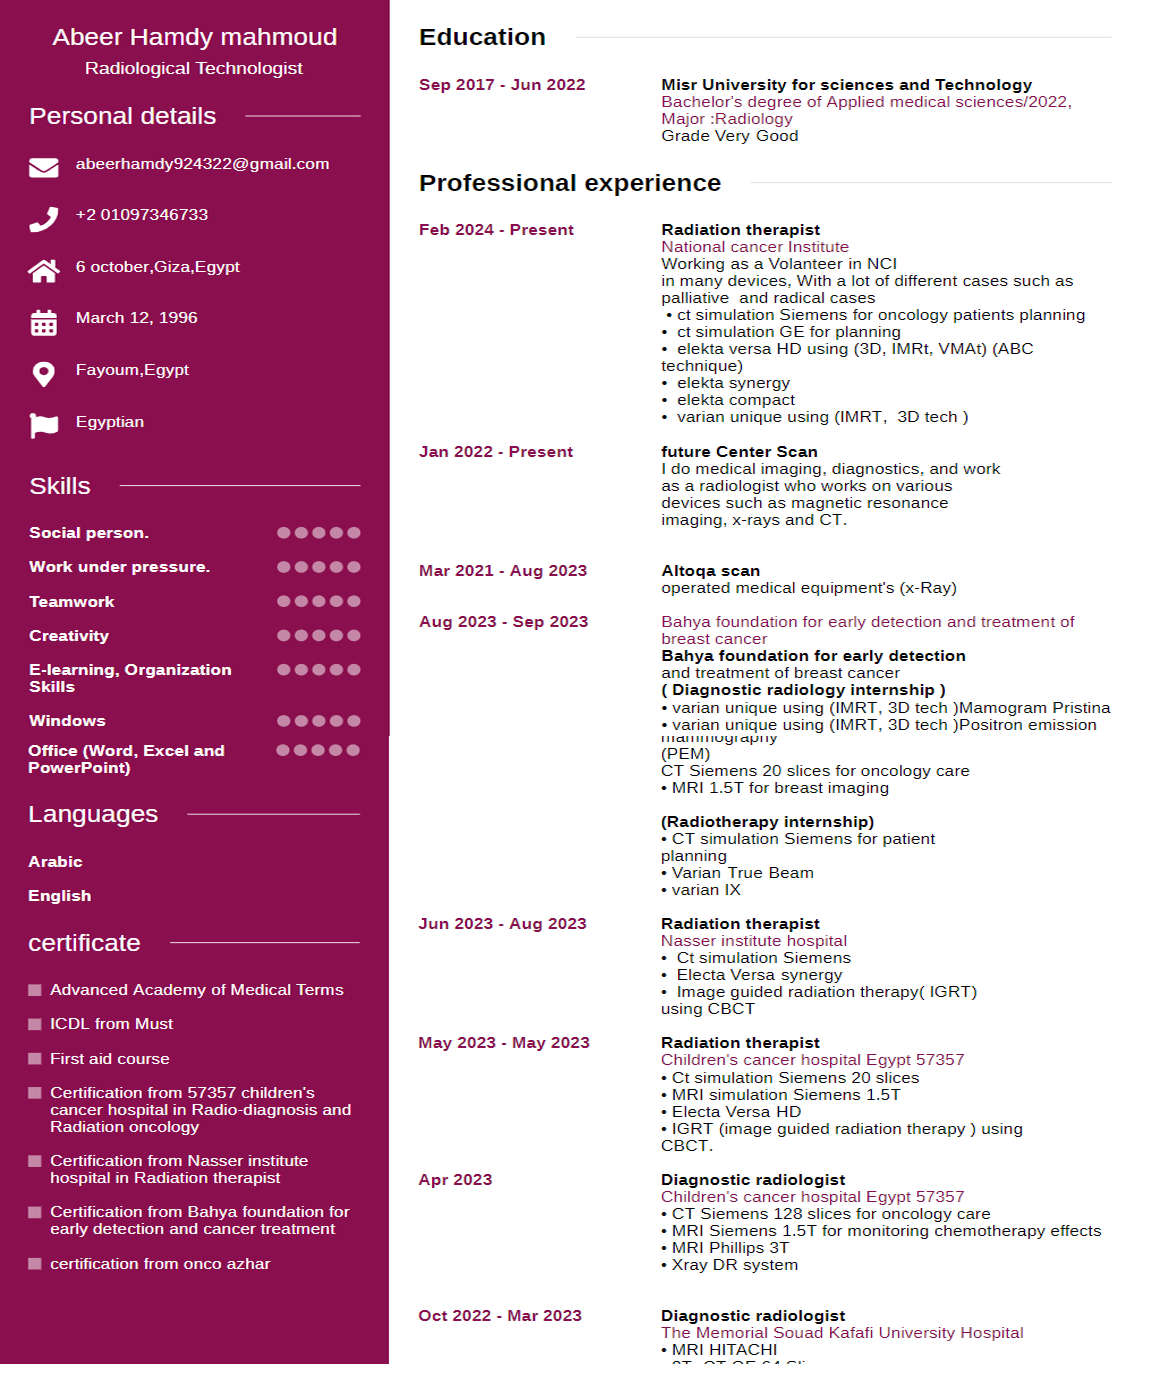 Abeer Hamdy mahmoud
Radiological Technologist
Personal details
abeerhamdy924322@gmail.com
+2 01097346733
6 october,Giza,Egypt
March 12, 1996
Fayoum,Egypt
Egyptian
Skills
Social person.
Work under pressure.
Teamwork
Creativity
E-learning, Organization
Skills
Windows
Office (Word, Excel and
PowerPoint)
Languages
Arabic
English
certificate
Advanced Academy of Medical Terms
ICDL from Must
First aid course
Certification from 57357 children's
cancer hospital in Radio-diagnosis and
Radiation oncology
Certification from Nasser institute
hospital in Radiation therapist
Certification from Bahya foundation for
early detection and cancer treatment
certification from onco azhar
Education
Sep 2017 - Jun 2022
Misr University for sciences and Technology
Bachelor's degree of Applied medical sciences/2022,
Major :Radiology
Grade Very Good
Professional experience
Feb 2024 - Present
Radiation therapist
National cancer Institute
Working as a Volanteer in NCI
in many devices, With a lot of different cases such as
palliative  and radical cases
• ct simulation Siemens for oncology patients planning
•  ct simulation GE for planning
•  elekta versa HD using (3D, IMRt, VMAt) (ABC
technique)
•  elekta synergy
•  elekta compact
•  varian unique using (IMRT,  3D tech )
Jan 2022 - Present
future Center Scan
I do medical imaging, diagnostics, and work
as a radiologist who works on various
devices such as magnetic resonance
imaging, x-rays and CT.
Mar 2021 - Aug 2023
Altoqa scan
operated medical equipment's (x-Ray)
Aug 2023 - Sep 2023
Bahya foundation for early detection and treatment of
breast cancer
Bahya foundation for early detection
and treatment of breast cancer
( Diagnostic radiology internship )
• varian unique using (IMRT, 3D tech )Mamogram Pristina
• varian unique using (IMRT, 3D tech )Positron emission
mammography
(PEM)
CT Siemens 20 slices for oncology care
• MRI 1.5T for breast imaging
(Radiotherapy internship)
• CT simulation Siemens for patient
planning
• Varian True Beam
• varian IX
Jun 2023 - Aug 2023
Radiation therapist
Nasser institute hospital
•  Ct simulation Siemens
•  Electa Versa synergy
•  Image guided radiation therapy( IGRT)
using CBCT
May 2023 - May 2023
Radiation therapist
Children's cancer hospital Egypt 57357
• Ct simulation Siemens 20 slices
• MRI simulation Siemens 1.5T
• Electa Versa HD
• IGRT (image guided radiation therapy ) using
CBCT.
Apr 2023
Diagnostic radiologist
Children's cancer hospital Egypt 57357
• CT Siemens 128 slices for oncology care
• MRI Siemens 1.5T for monitoring chemotherapy effects
• MRI Phillips 3T
• Xray DR system
Oct 2022 - Mar 2023
Diagnostic radiologist
The Memorial Souad Kafafi University Hospital
• MRI HITACHI